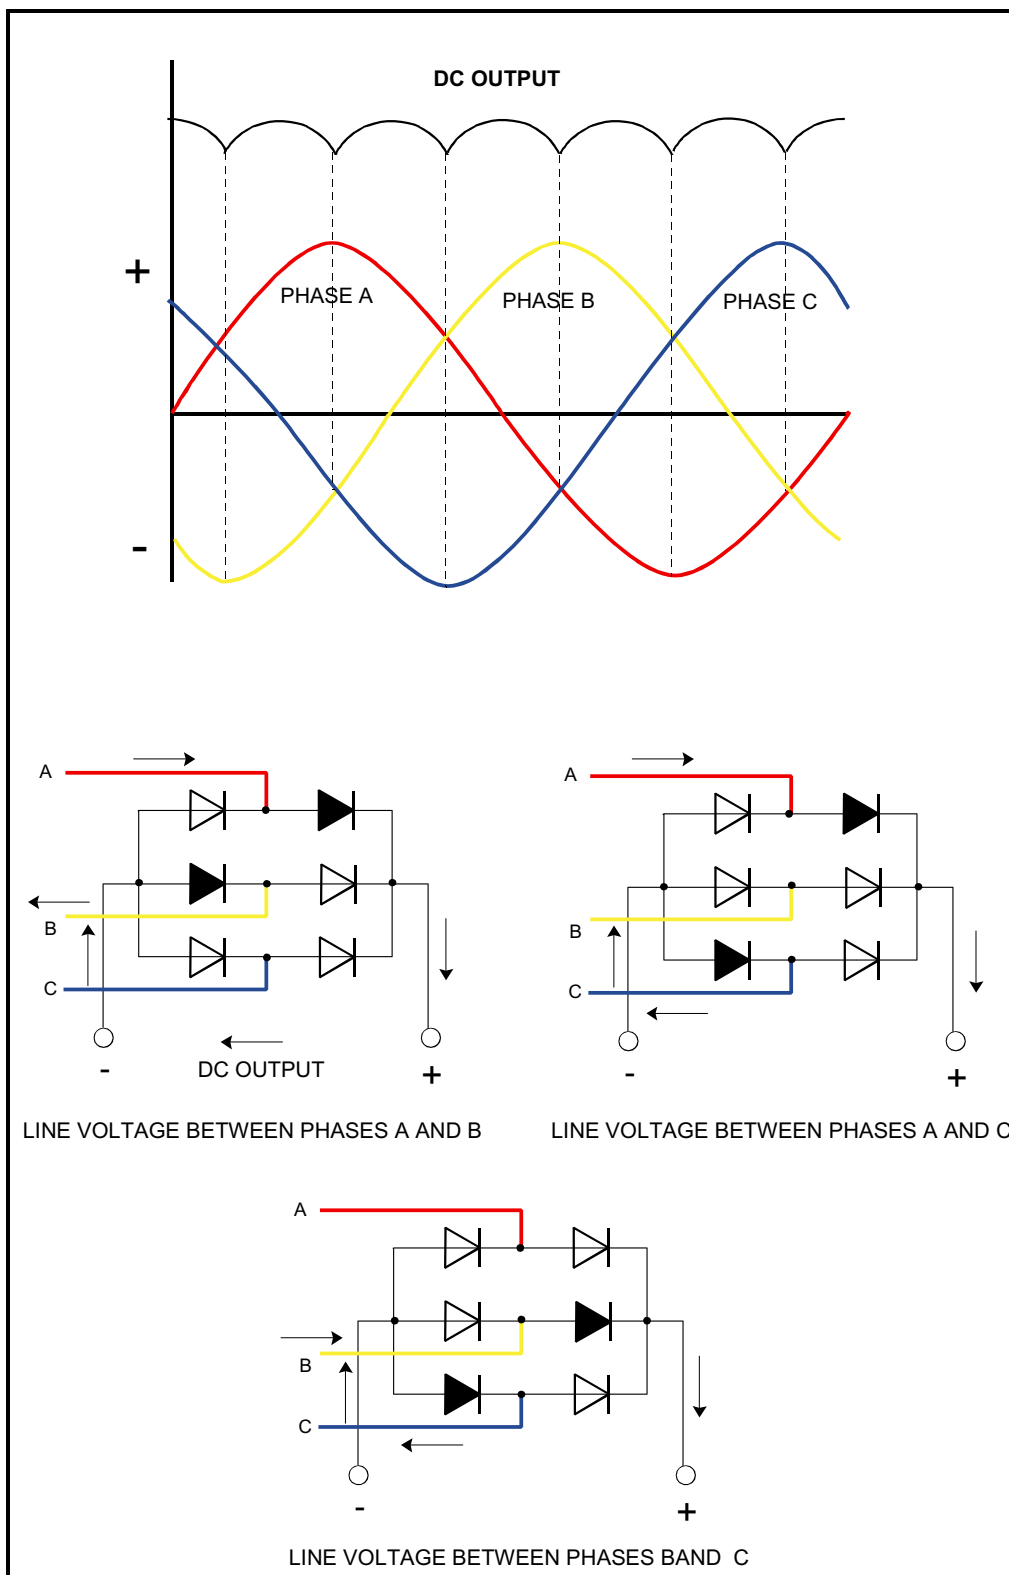 DC OUTPUT
+
PHASE A
PHASE B
PHASE C
-
A
B
C
-
DC OUTPUT
+
LINE VOLTAGE BETWEEN PHASES A AND B
A
B
C
-
+
LINE VOLTAGE BETWEEN PHASES A AND C
A
B
C
-
+
LINE VOLTAGE BETWEEN PHASES BAND C